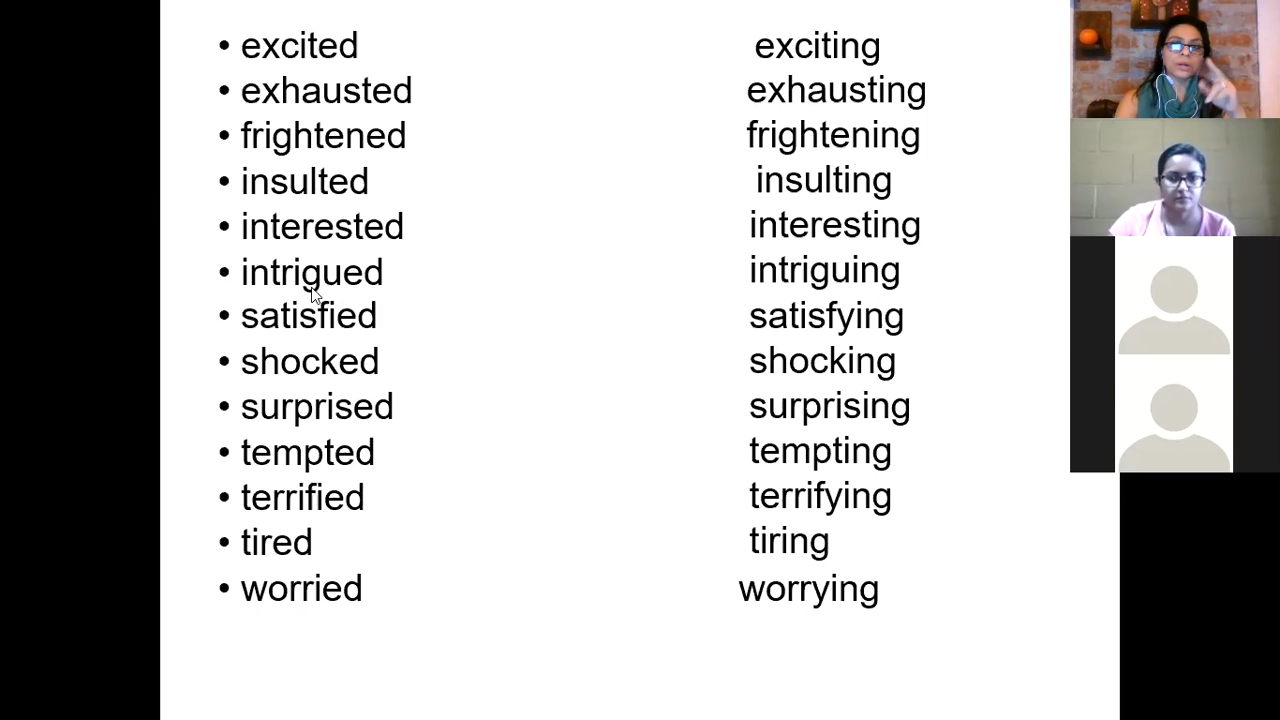 • excited exciting
• exhausted exhausting
• frightened frightening
• insulted insulting
• interested interesting
• intrigued intriguing
• satisfied satisfying
• shocked shocking
• surprised surprising
• tempted tempting
• terrified terrifying
• tired tiring
• worried worrying